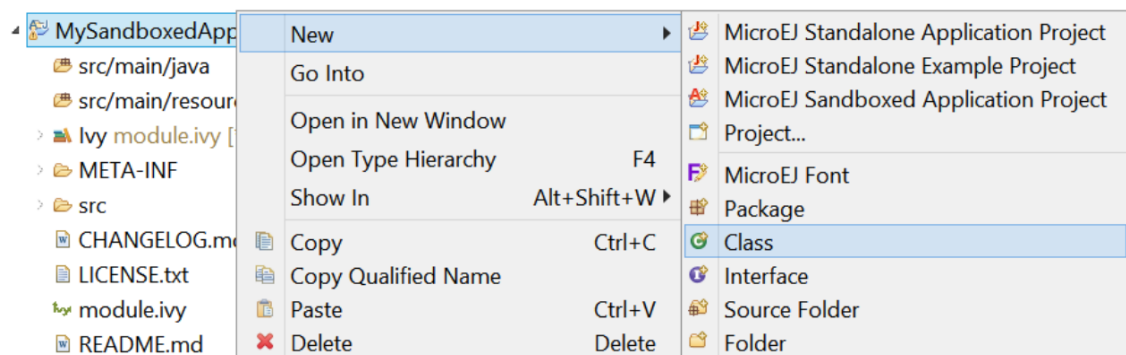 MySandboxedApp
src/main/java
src/main/resour
Ivy module.ivy [
META-INF
src
CHANGELOG.m
LICENSE.txt
module.ivy
README.md
New
Go Into
Open in New Window
Open Type Hierarchy F4
Show In Alt+Shift+W
Copy Ctrl+C
Copy Qualified Name
Paste Ctrl+V
Delete Delete
MicroEJ Standalone Application Project
MicroEJ Standalone Example Project
MicroEJ Sandboxed Application Project
Project...
MicroEJ Font
Package
Class
Interface
Source Folder
Folder